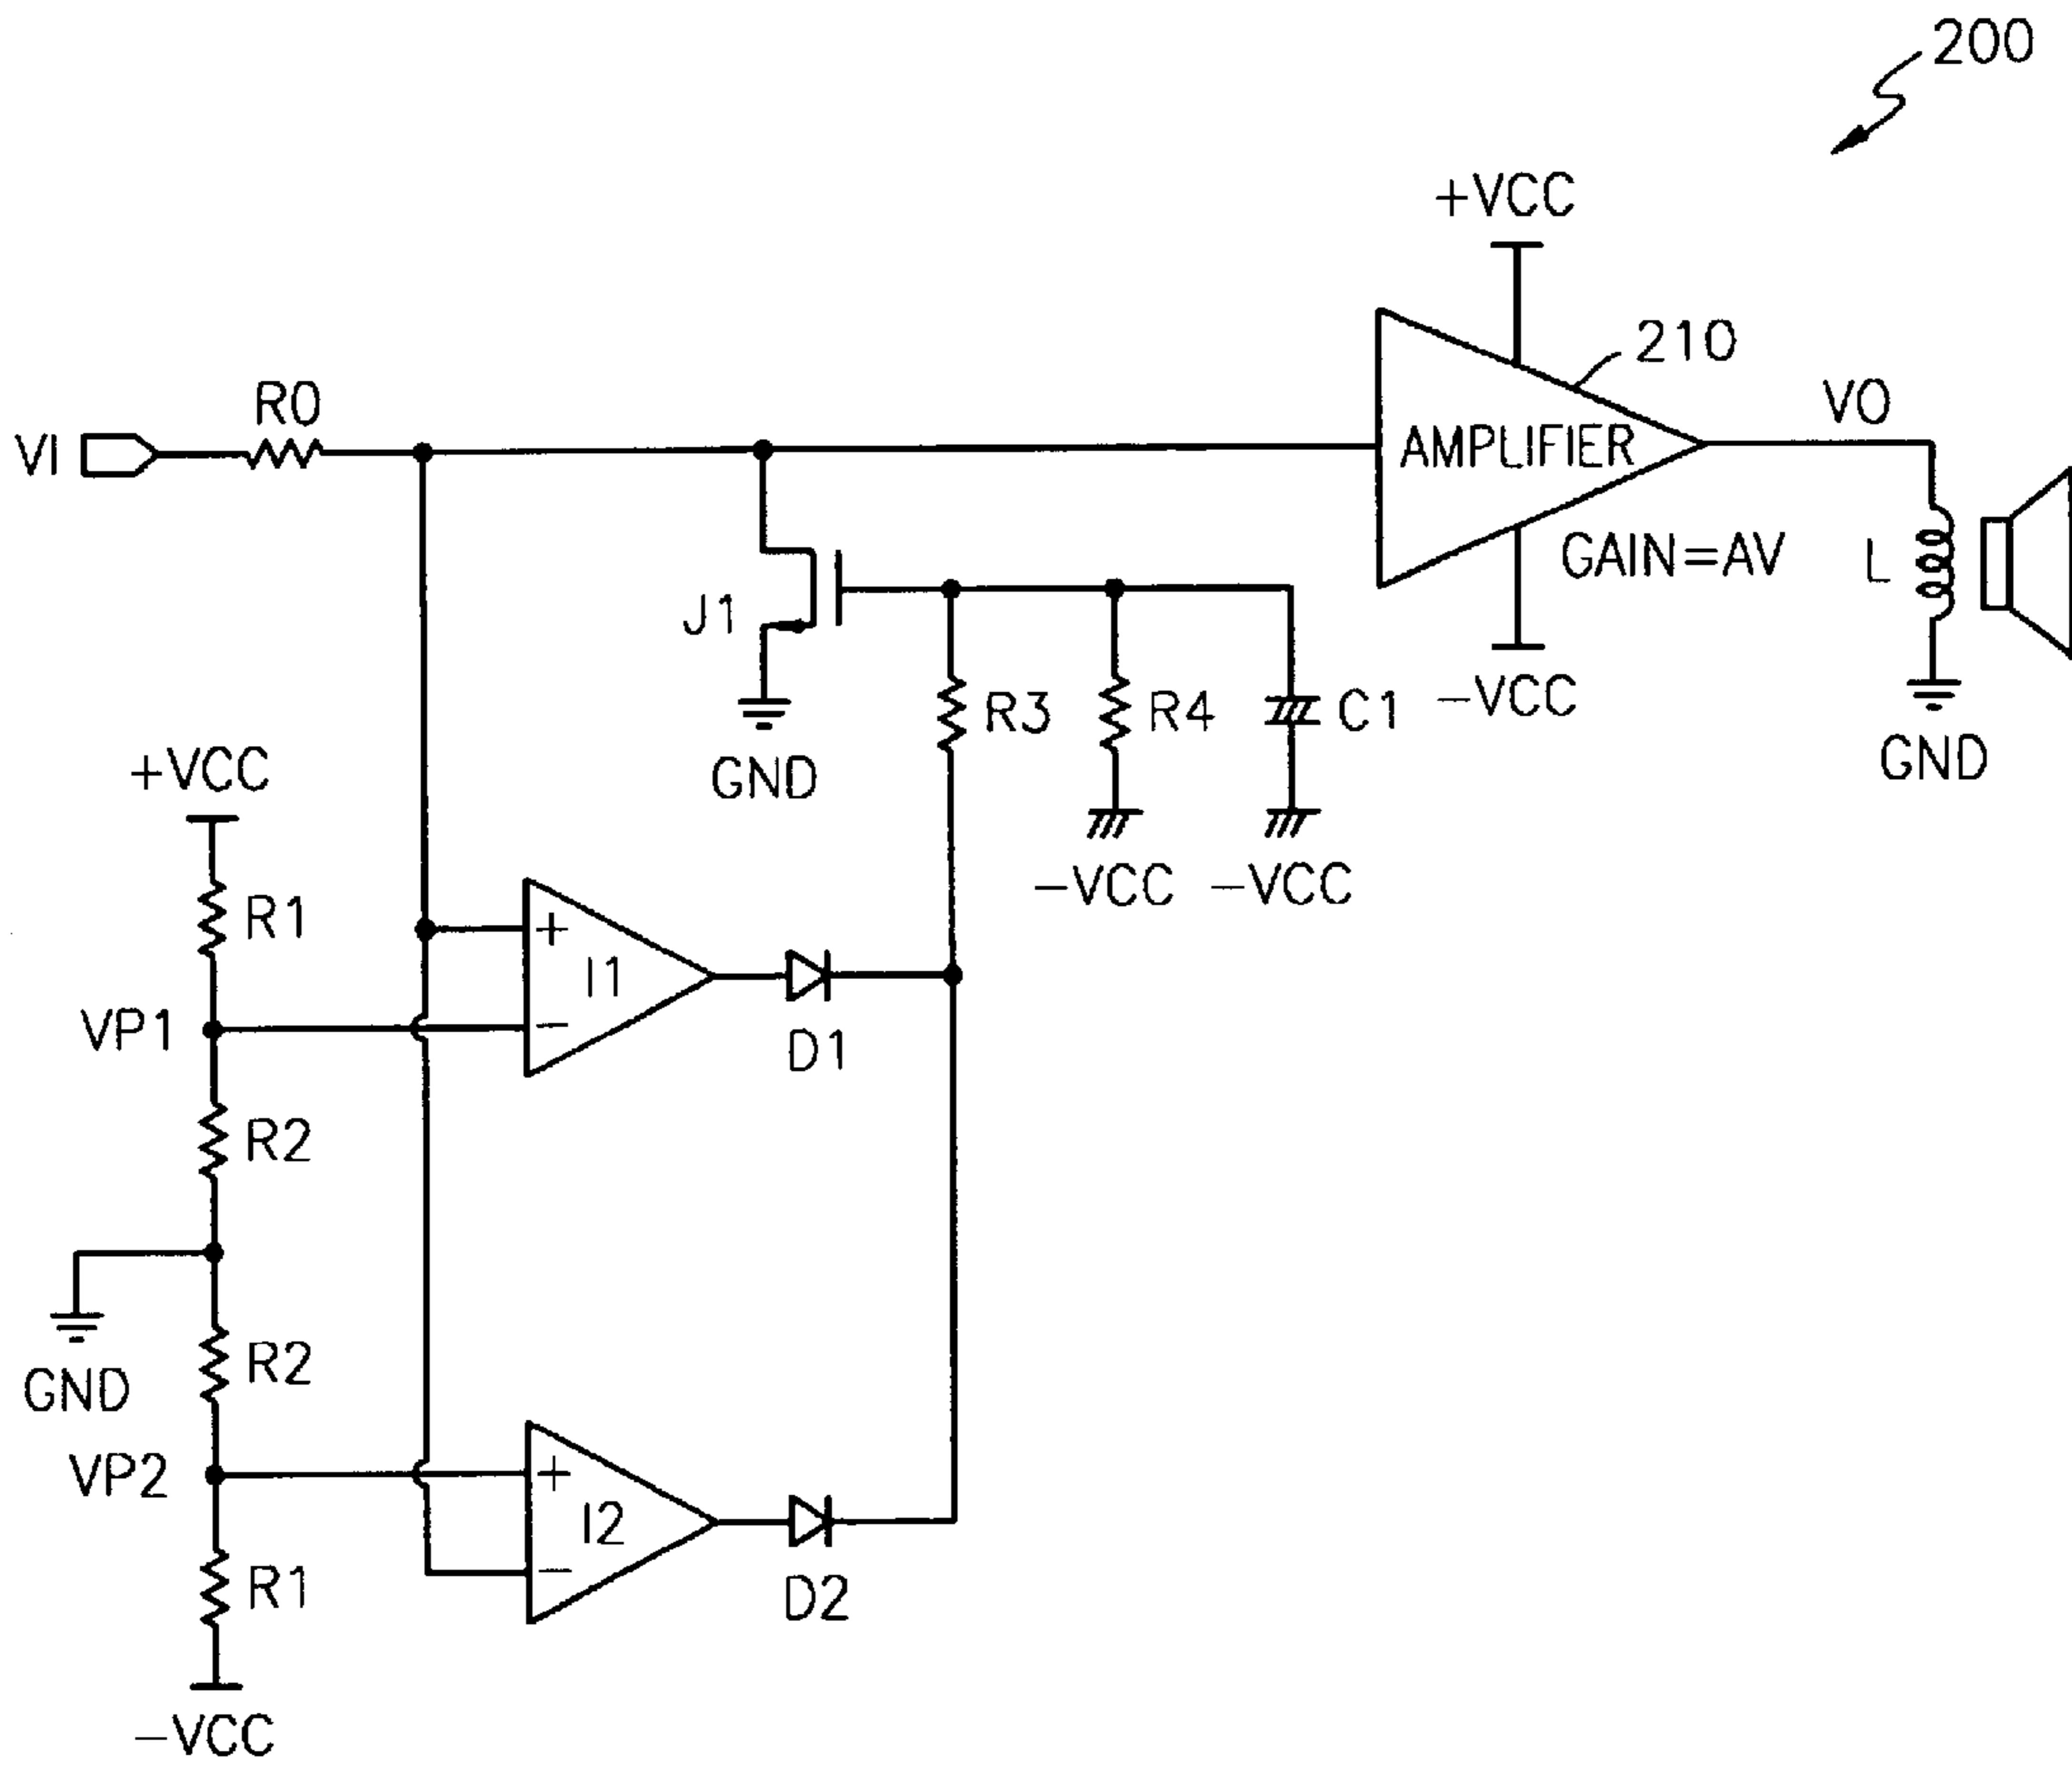 200
+VCC
210
R0
VO
VI
AMPLIFIER
GAIN=AV
L
J1
R3
R4
C1
-VCC
GND
GND
+VCC
-VCC
-VCC
R1
+
I1
-
VP1
D1
R2
GND
R2
VP2
+
I2
-
R1
D2
-VCC